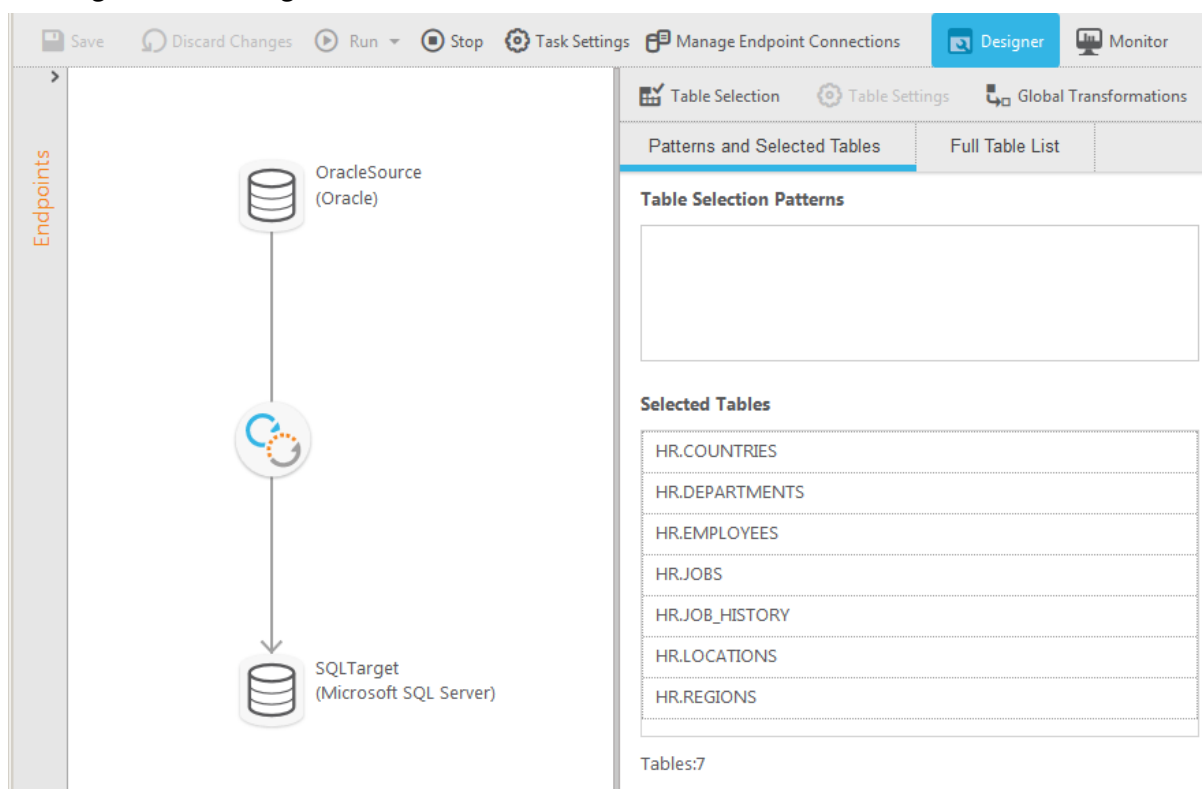 Save Discard Changes Run Stop Task Settings Manage Endpoint Connections Designer Monitor
Endpoints
Table Selection Table Settings Global Transformations
Patterns and Selected Tables Full Table List
OracleSource
(Oracle)
SQLTarget
(Microsoft SQL Server)
Table Selection Patterns
Selected Tables
HR.COUNTRIES
HR.DEPARTMENTS
HR.EMPLOYEES
HR.JOBS
HR.JOB_HISTORY
HR.LOCATIONS
HR.REGIONS
Tables:7